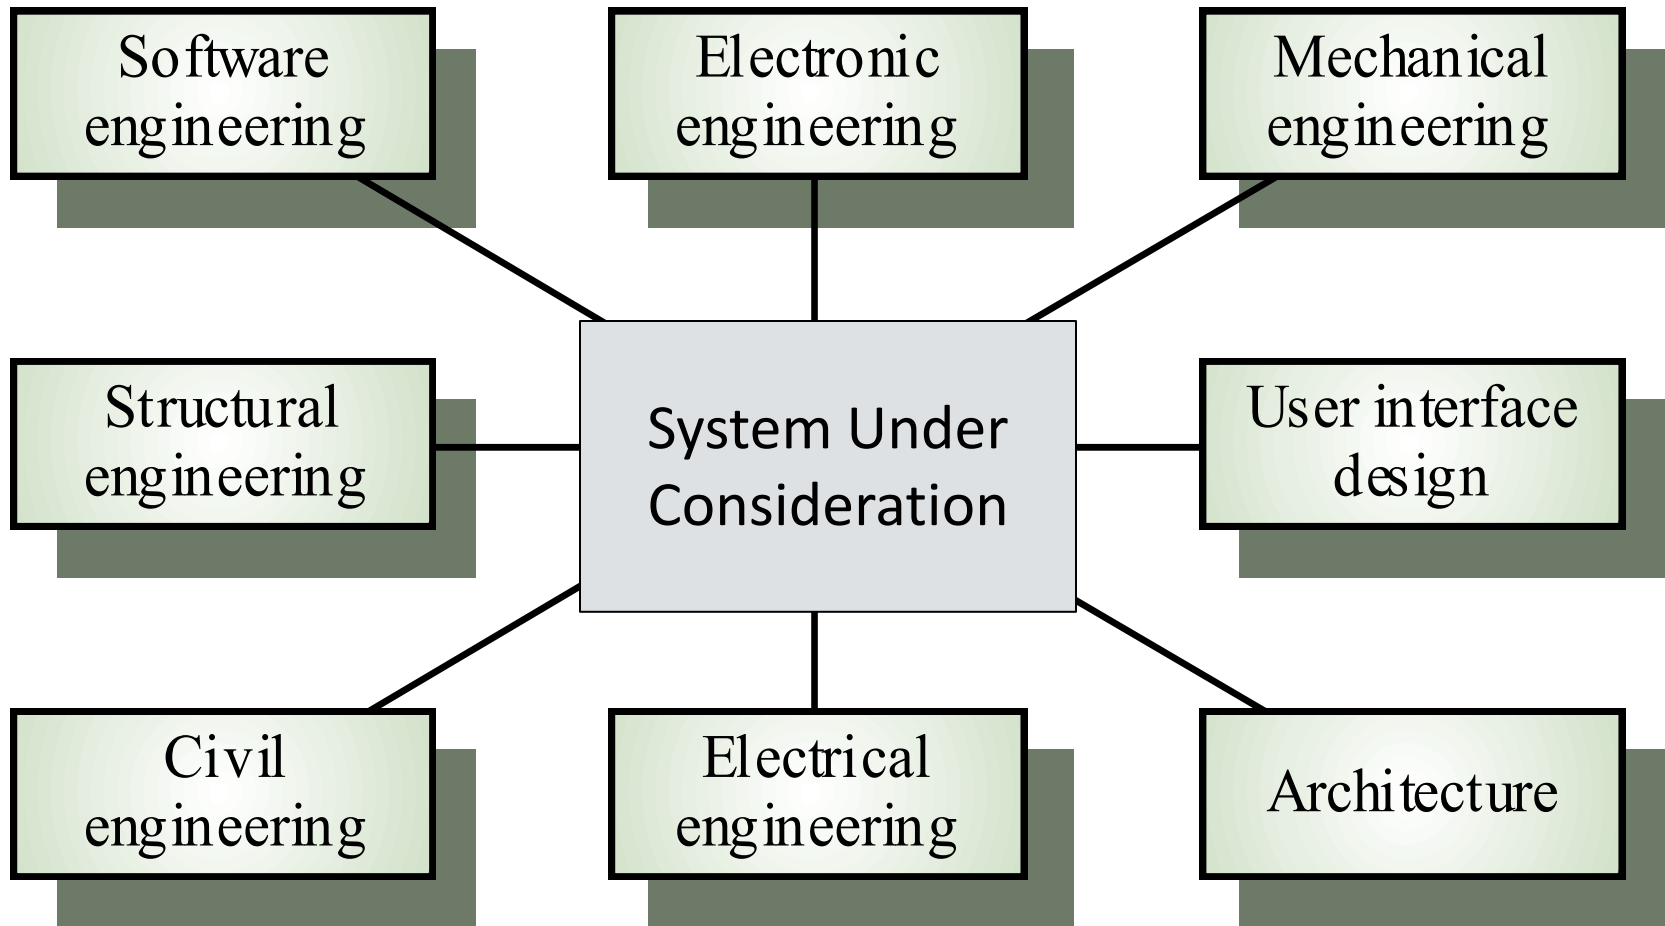 Software
engineering
Electronic
engineering
Mechanical
engineering
Structural
engineering
System Under
Consideration
User interface
design
Civil
engineering
Electrical
engineering
Architecture